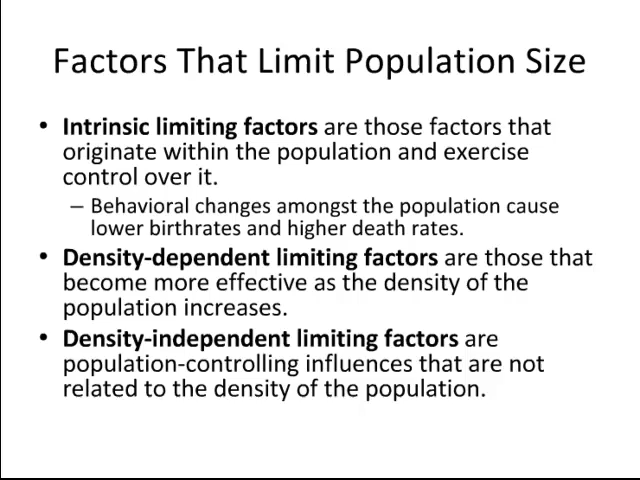 Factors That Limit Population Size
• Intrinsic limiting factors are those factors that
originate within the population and exercise
control over it.
– Behavioral changes amongst the population cause
lower birthrates and higher death rates.
• Density-dependent limiting factors are those that
become more effective as the density of the
population increases.
• Density-independent limiting factors are
population-controlling influences that are not
related to the density of the population.